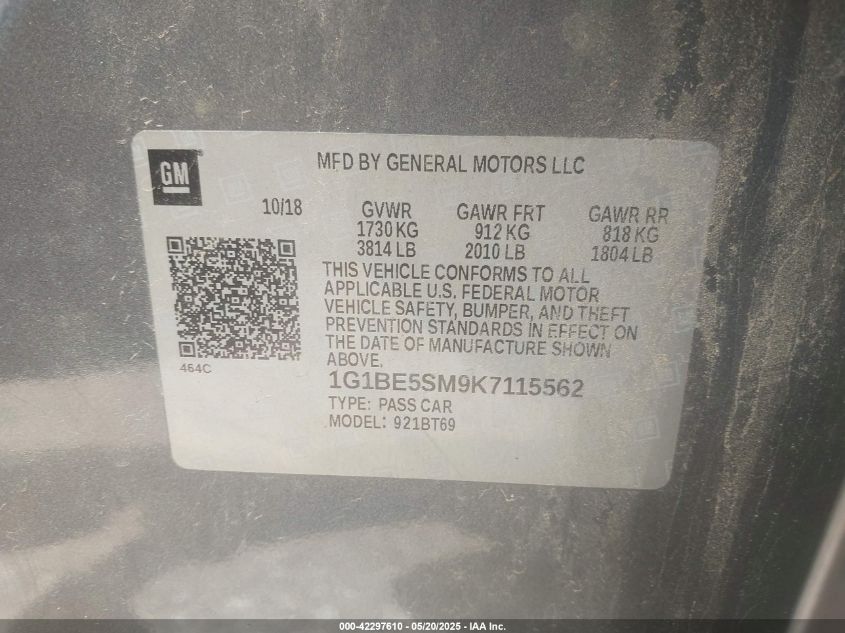 GM
MFD BY GENERAL MOTORS LLC
10/18
GVWR GAWR FRT GAWR RR
1730 KG 912 KG 818 KG
3814 LB 2010 LB 1804 LB
THIS VEHICLE CONFORMS TO ALL
APPLICABLE U.S. FEDERAL MOTOR
VEHICLE SAFETY, BUMPER, AND THEFT
PREVENTION STANDARDS IN EFFECT ON
THE DATE OF MANUFACTURE SHOWN
ABOVE.
464C
1G1BE5SM9K7115562
TYPE: PASS CAR
MODEL: 921BT69
000-42297610 - 05/20/2025 - IAA Inc.